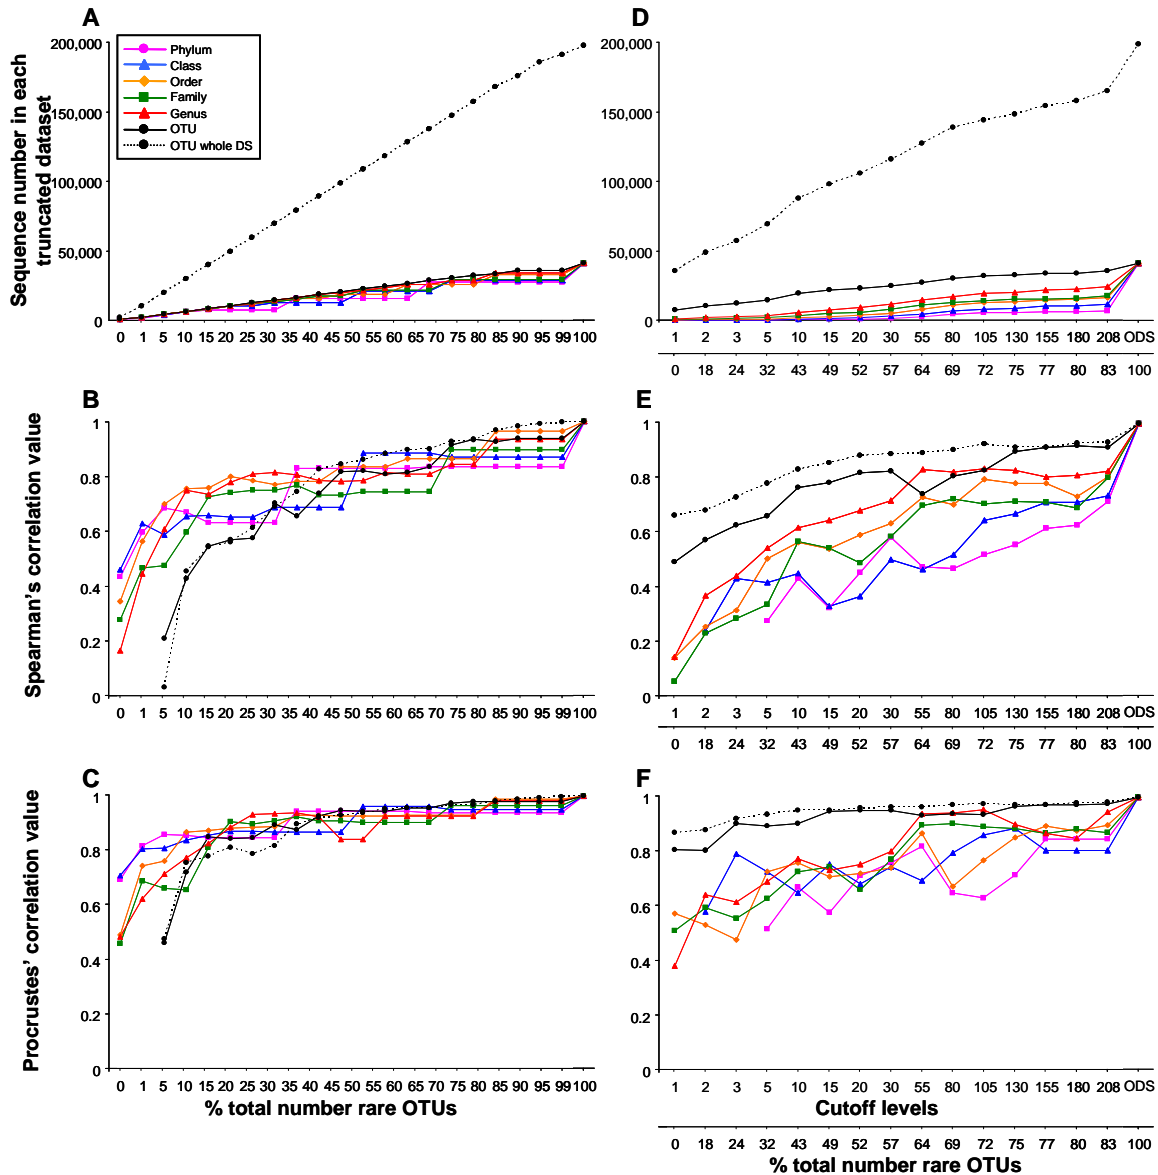 A
Sequence number in each
truncated dataset
200,000
150,000
100,000
50,000
0
Phylum
Class
Order
Family
Genus
OTU
OTU whole DS
0 1 5 10 15 20 25 30 35 40 45 50 55 60 65 70 75 80 85 90 95 99 100
D
200,000
150,000
100,000
50,000
0
1 2 3 5 10 15 20 30 55 80 105 130 155 180 208 ODS
0 18 24 32 43 49 52 57 64 69 72 75 77 80 83 100
B
Spearman's correlation value
1
0.8
0.6
0.4
0.2
0
0 1 5 10 15 20 25 30 35 40 45 50 55 60 65 70 75 80 85 90 95 99 100
E
1
0.8
0.6
0.4
0.2
0
1 2 3 5 10 15 20 30 55 80 105 130 155 180 208 ODS
0 18 24 32 43 49 52 57 64 69 72 75 77 80 83 100
C
Procrustes' correlation value
1
0.8
0.6
0.4
0.2
0
0 1 5 10 15 20 25 30 35 40 45 50 55 60 65 70 75 80 85 90 95 99 100
% total number rare OTUs
F
1
0.8
0.6
0.4
0.2
0
1 2 3 5 10 15 20 30 55 80 105 130 155 180 208 ODS
Cutoff levels
0 18 24 32 43 49 52 57 64 69 72 75 77 80 83 100
% total number rare OTUs